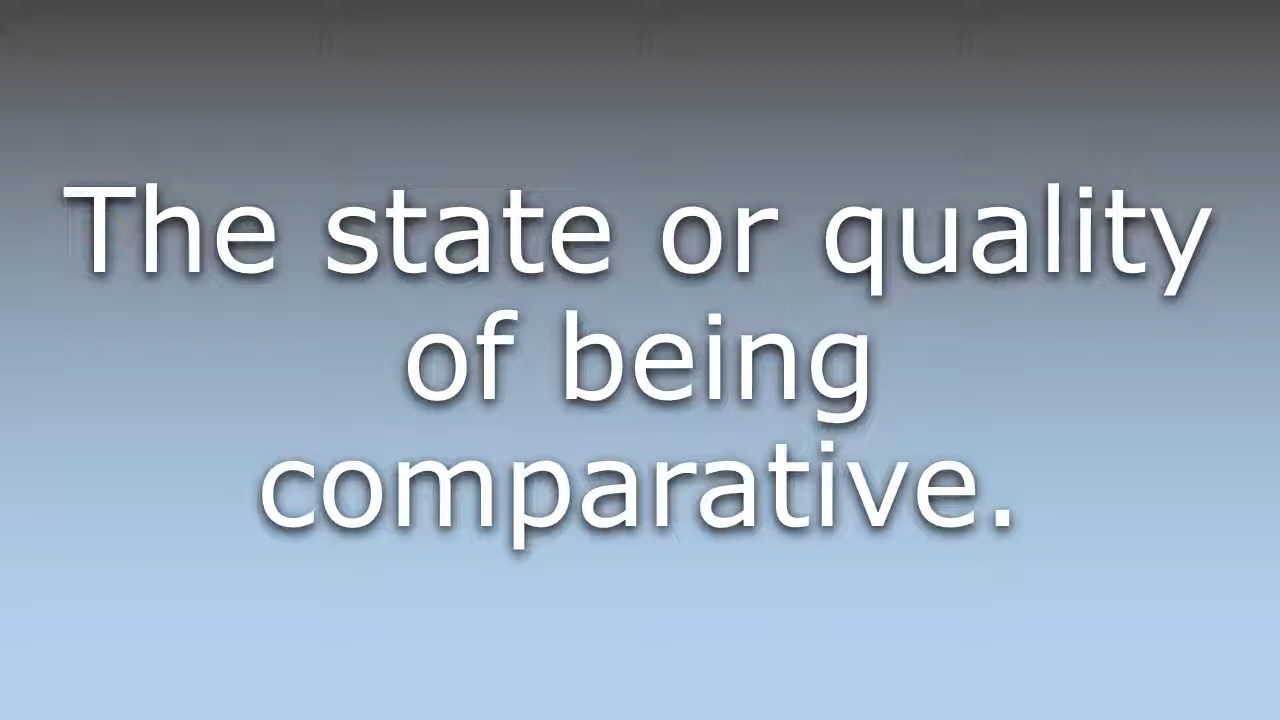 The state or quality
of being
comparative.